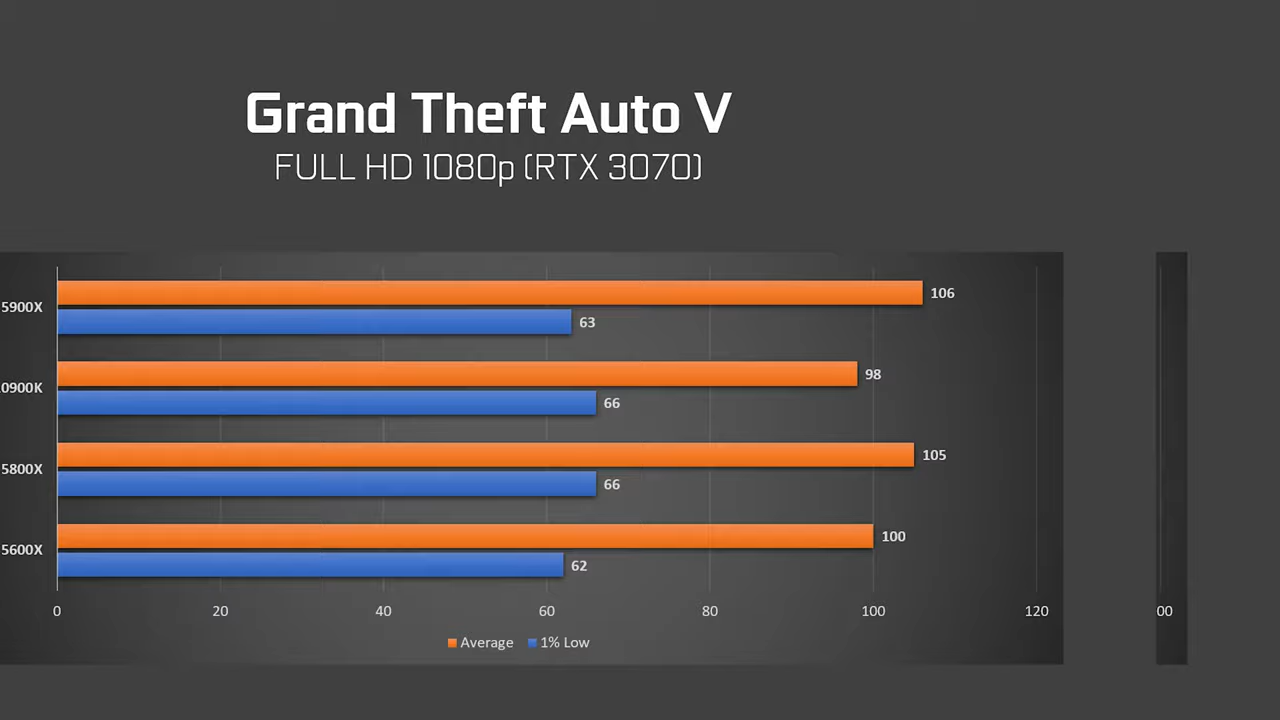 Grand Theft Auto V
FULL HD 1080p (RTX 3070)
5900X
106
63
0900K
98
66
5800X
105
66
5600X
100
62
0 20 40 60 80 100 120 00
Average 1% Low